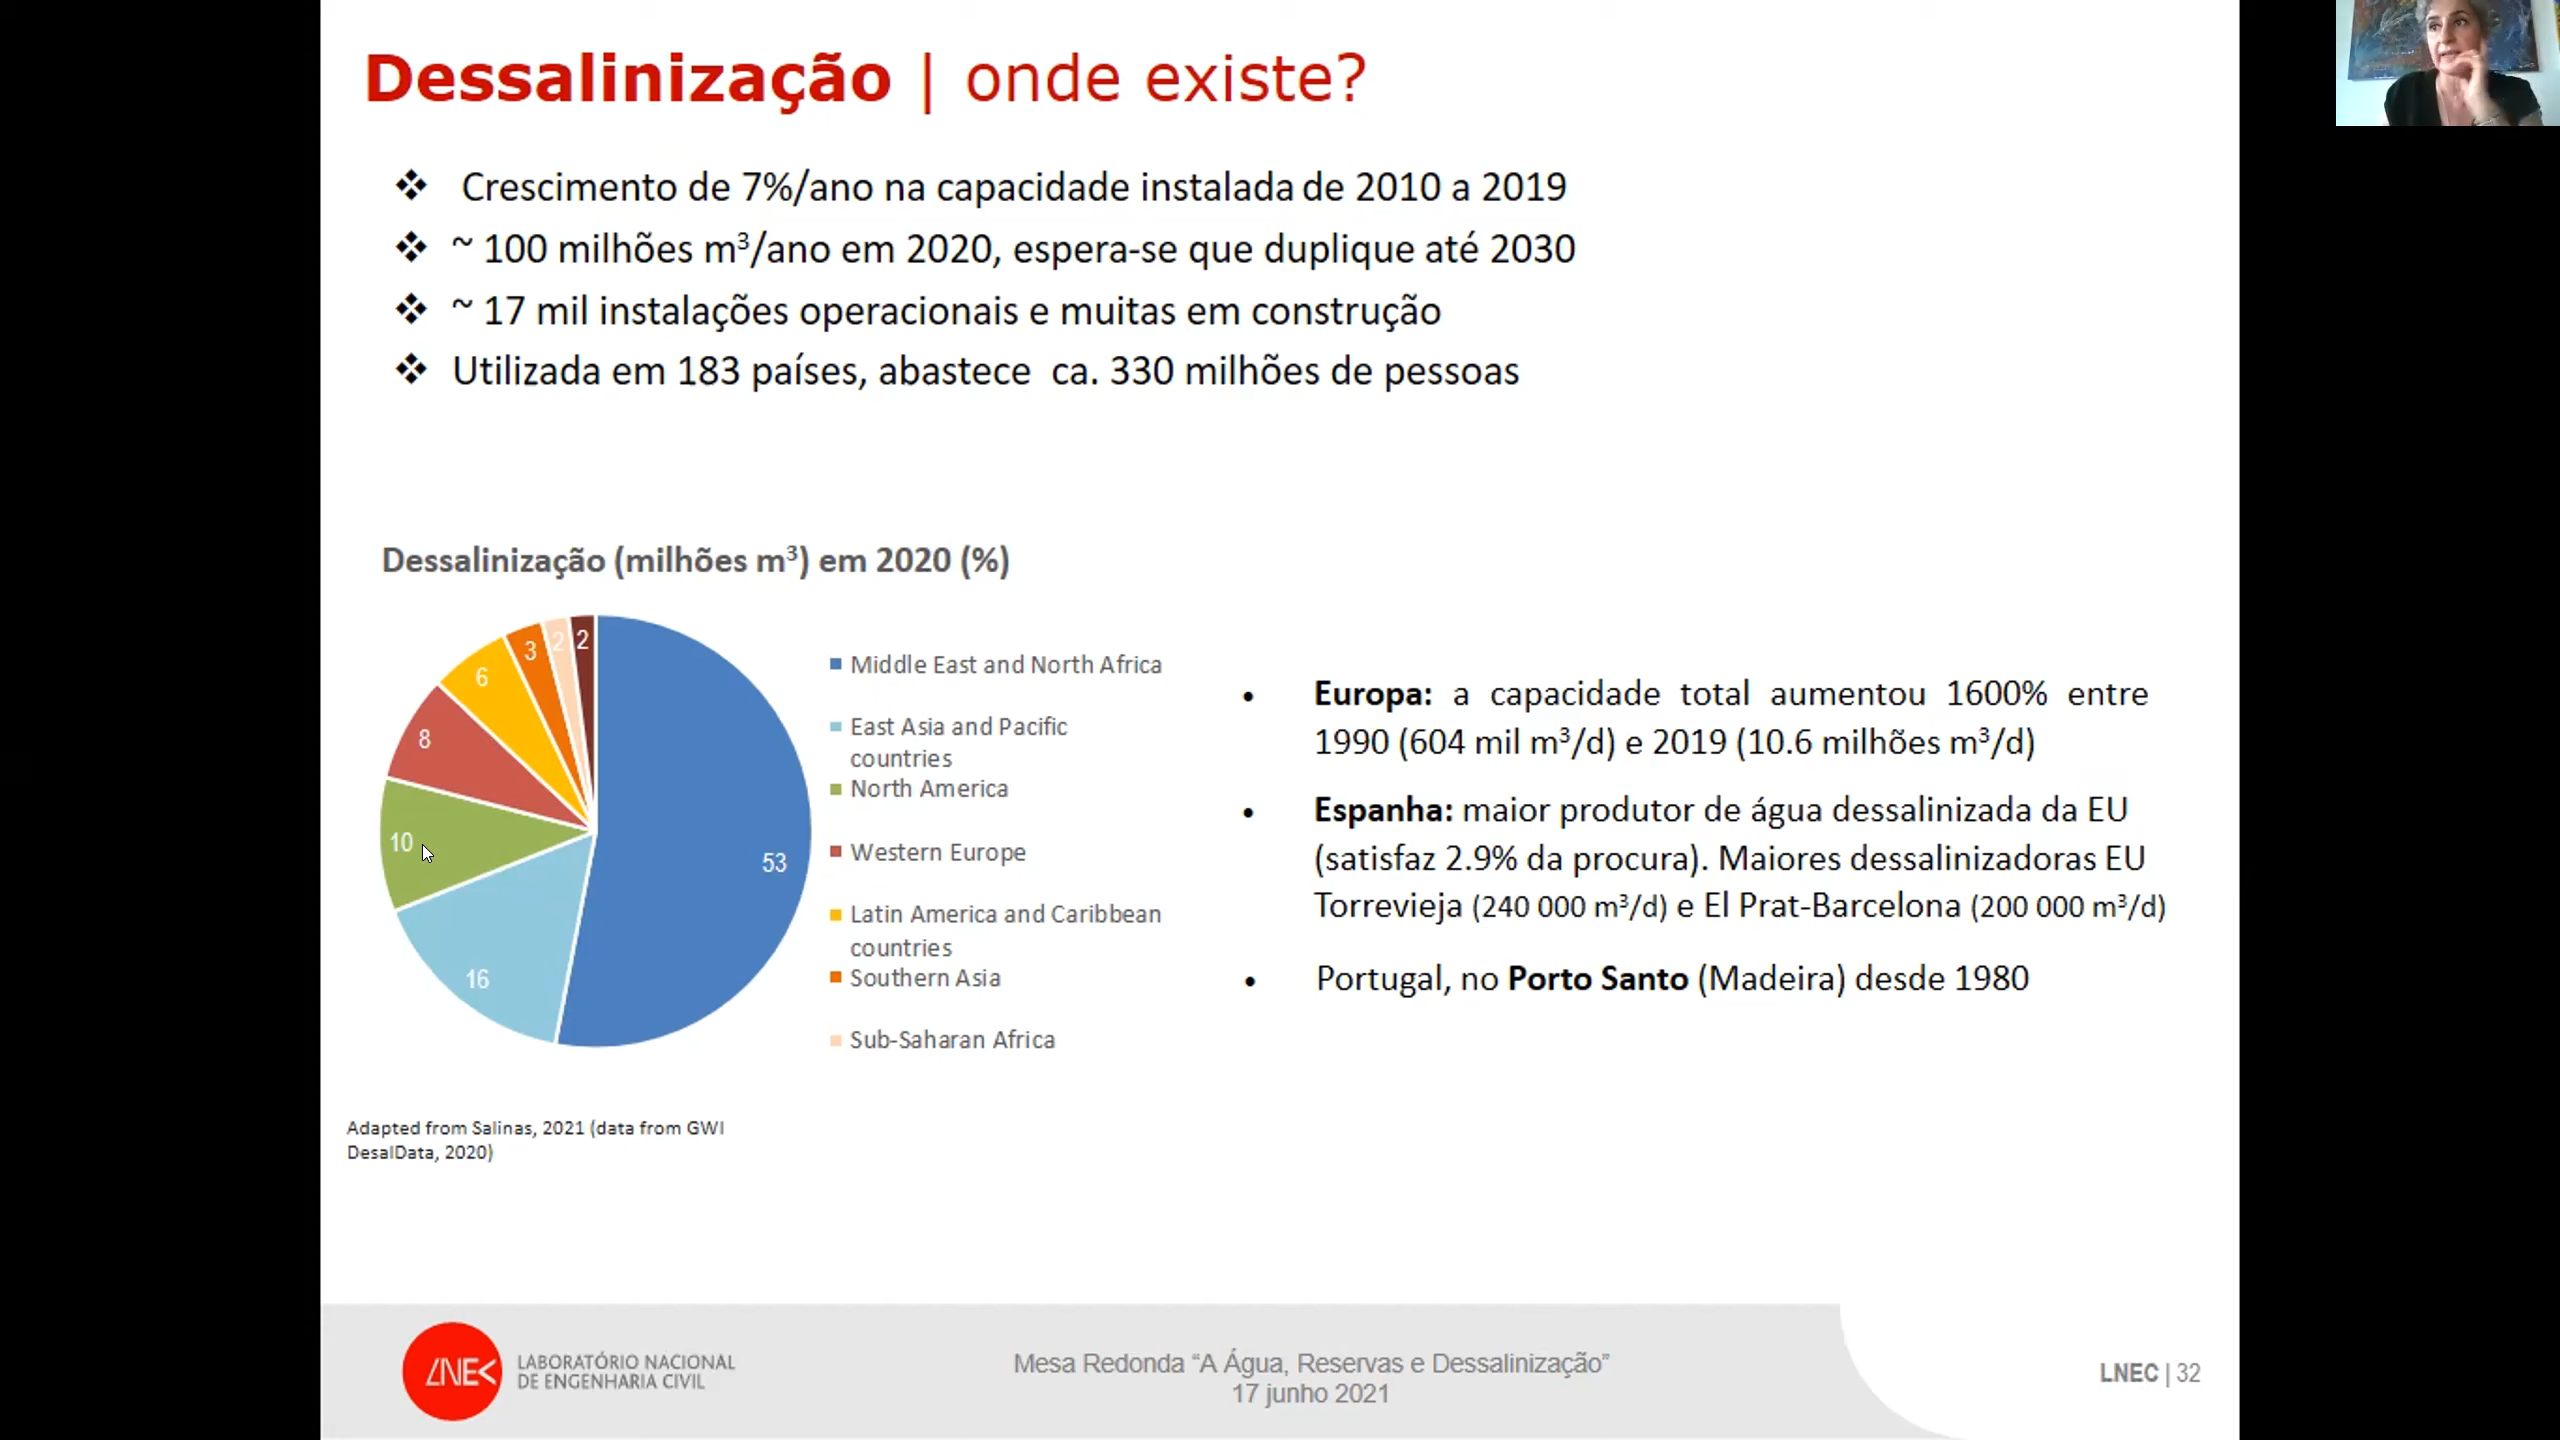 Dessalinização | onde existe?
Crescimento de 7%/ano na capacidade instalada de 2010 a 2019
~ 100 milhões m³/ano em 2020, espera-se que duplique até 2030
~ 17 mil instalações operacionais e muitas em construção
Utilizada em 183 países, abastece ca. 330 milhões de pessoas
Dessalinização (milhões m³) em 2020 (%)
53
16
10
8
6
3
2
2
Middle East and North Africa
East Asia and Pacific
countries
North America
Western Europe
Latin America and Caribbean
countries
Southern Asia
Sub-Saharan Africa
Adapted from Salinas, 2021 (data from GWI
DesalData, 2020)
• Europa: a capacidade total aumentou 1600% entre
1990 (604 mil m³/d) e 2019 (10.6 milhões m³/d)
• Espanha: maior produtor de água dessalinizada da EU
(satisfaz 2.9% da procura). Maiores dessalinizadoras EU
Torrevieja (240 000 m³/d) e El Prat-Barcelona (200 000 m³/d)
• Portugal, no Porto Santo (Madeira) desde 1980
LNEC
LABORATÓRIO NACIONAL
DE ENGENHARIA CIVIL
Mesa Redonda “A Água, Reservas e Dessalinização”
17 junho 2021
LNEC | 32